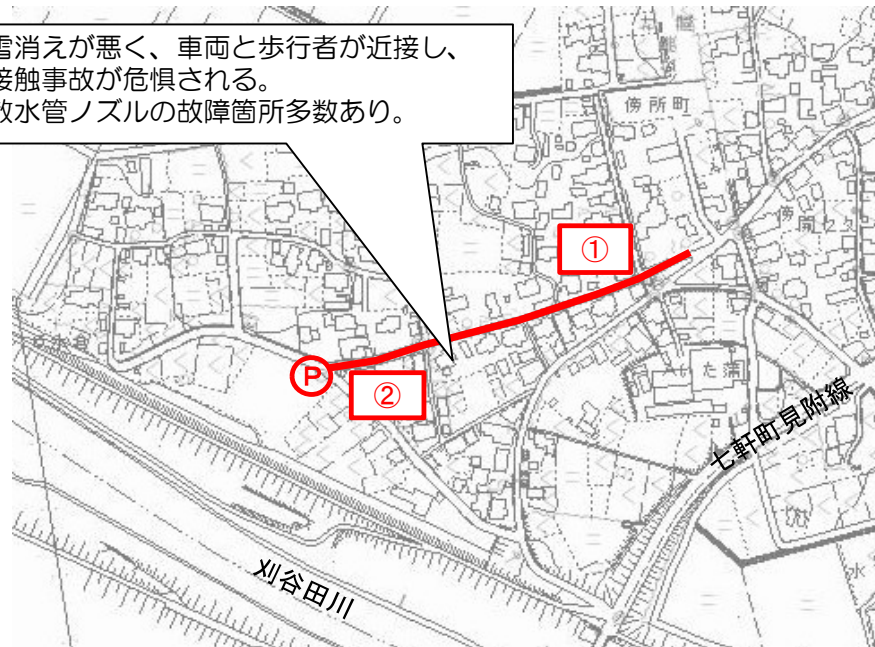 雪消えが悪く、車両と歩行者が近接し、
接触事故が危惧される。
散水管ノズルの故障箇所多数あり。
傍所町
①
P
②
七軒町見附線
刈谷田川
水